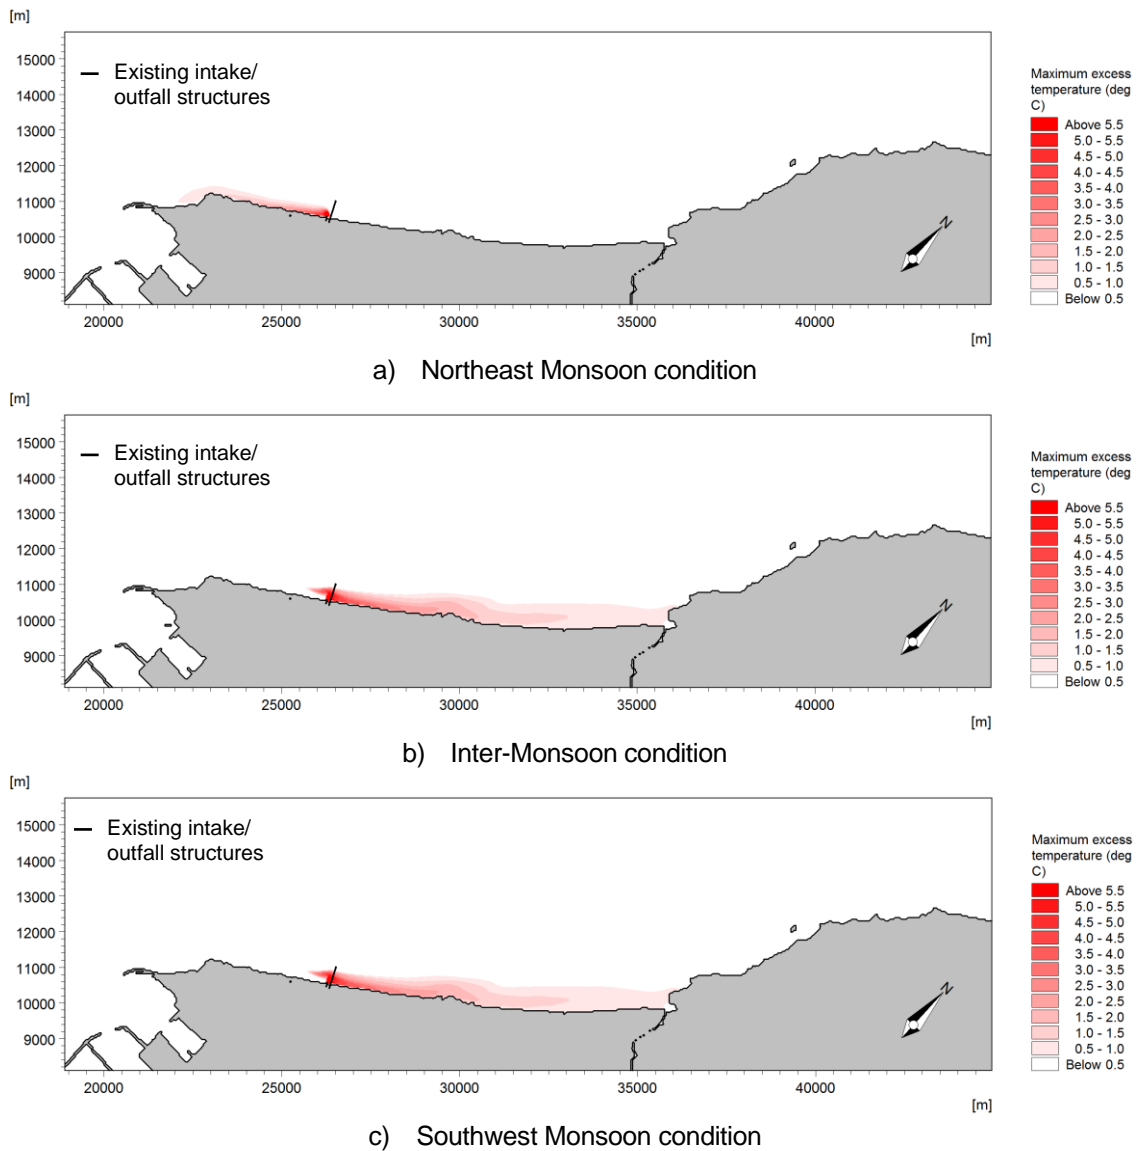 [m]
15000
14000
13000
12000
11000
10000
9000
Existing intake/
outfall structures
N
20000
25000
30000
35000
40000
[m]
Maximum excess
temperature (deg
C)
Above 5.5
5.0 - 5.5
4.5 - 5.0
4.0 - 4.5
3.5 - 4.0
3.0 - 3.5
2.5 - 3.0
2.0 - 2.5
1.5 - 2.0
1.0 - 1.5
0.5 - 1.0
Below 0.5
a) Northeast Monsoon condition
[m]
15000
14000
13000
12000
11000
10000
9000
Existing intake/
outfall structures
N
20000
25000
30000
35000
40000
[m]
Maximum excess
temperature (deg
C)
Above 5.5
5.0 - 5.5
4.5 - 5.0
4.0 - 4.5
3.5 - 4.0
3.0 - 3.5
2.5 - 3.0
2.0 - 2.5
1.5 - 2.0
1.0 - 1.5
0.5 - 1.0
Below 0.5
b) Inter-Monsoon condition
[m]
15000
14000
13000
12000
11000
10000
9000
Existing intake/
outfall structures
N
20000
25000
30000
35000
40000
[m]
Maximum excess
temperature (deg
C)
Above 5.5
5.0 - 5.5
4.5 - 5.0
4.0 - 4.5
3.5 - 4.0
3.0 - 3.5
2.5 - 3.0
2.0 - 2.5
1.5 - 2.0
1.0 - 1.5
0.5 - 1.0
Below 0.5
c) Southwest Monsoon condition